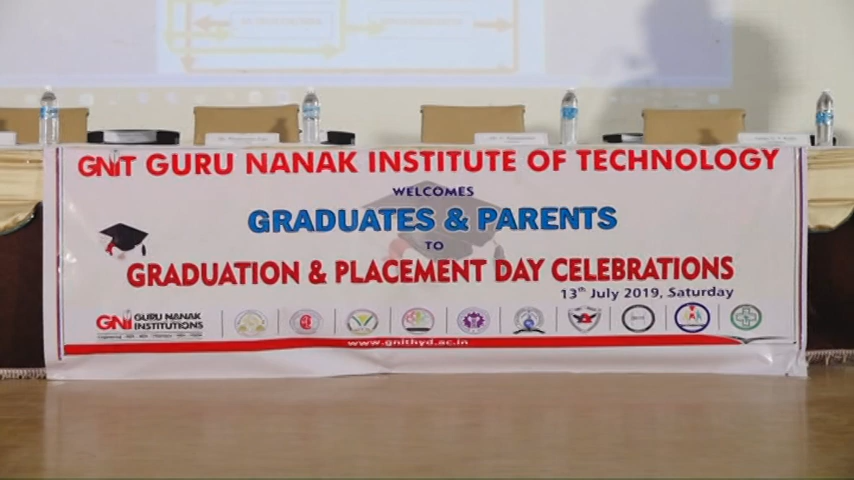 GNIT GURU NANAK INSTITUTE OF TECHNOLOGY
WELCOMES
GRADUATES & PARENTS
TO
GRADUATION & PLACEMENT DAY CELEBRATIONS
13th July 2019, Saturday
GNI GURU NANAK
INSTITUTIONS
www.gnithyd.ac.in